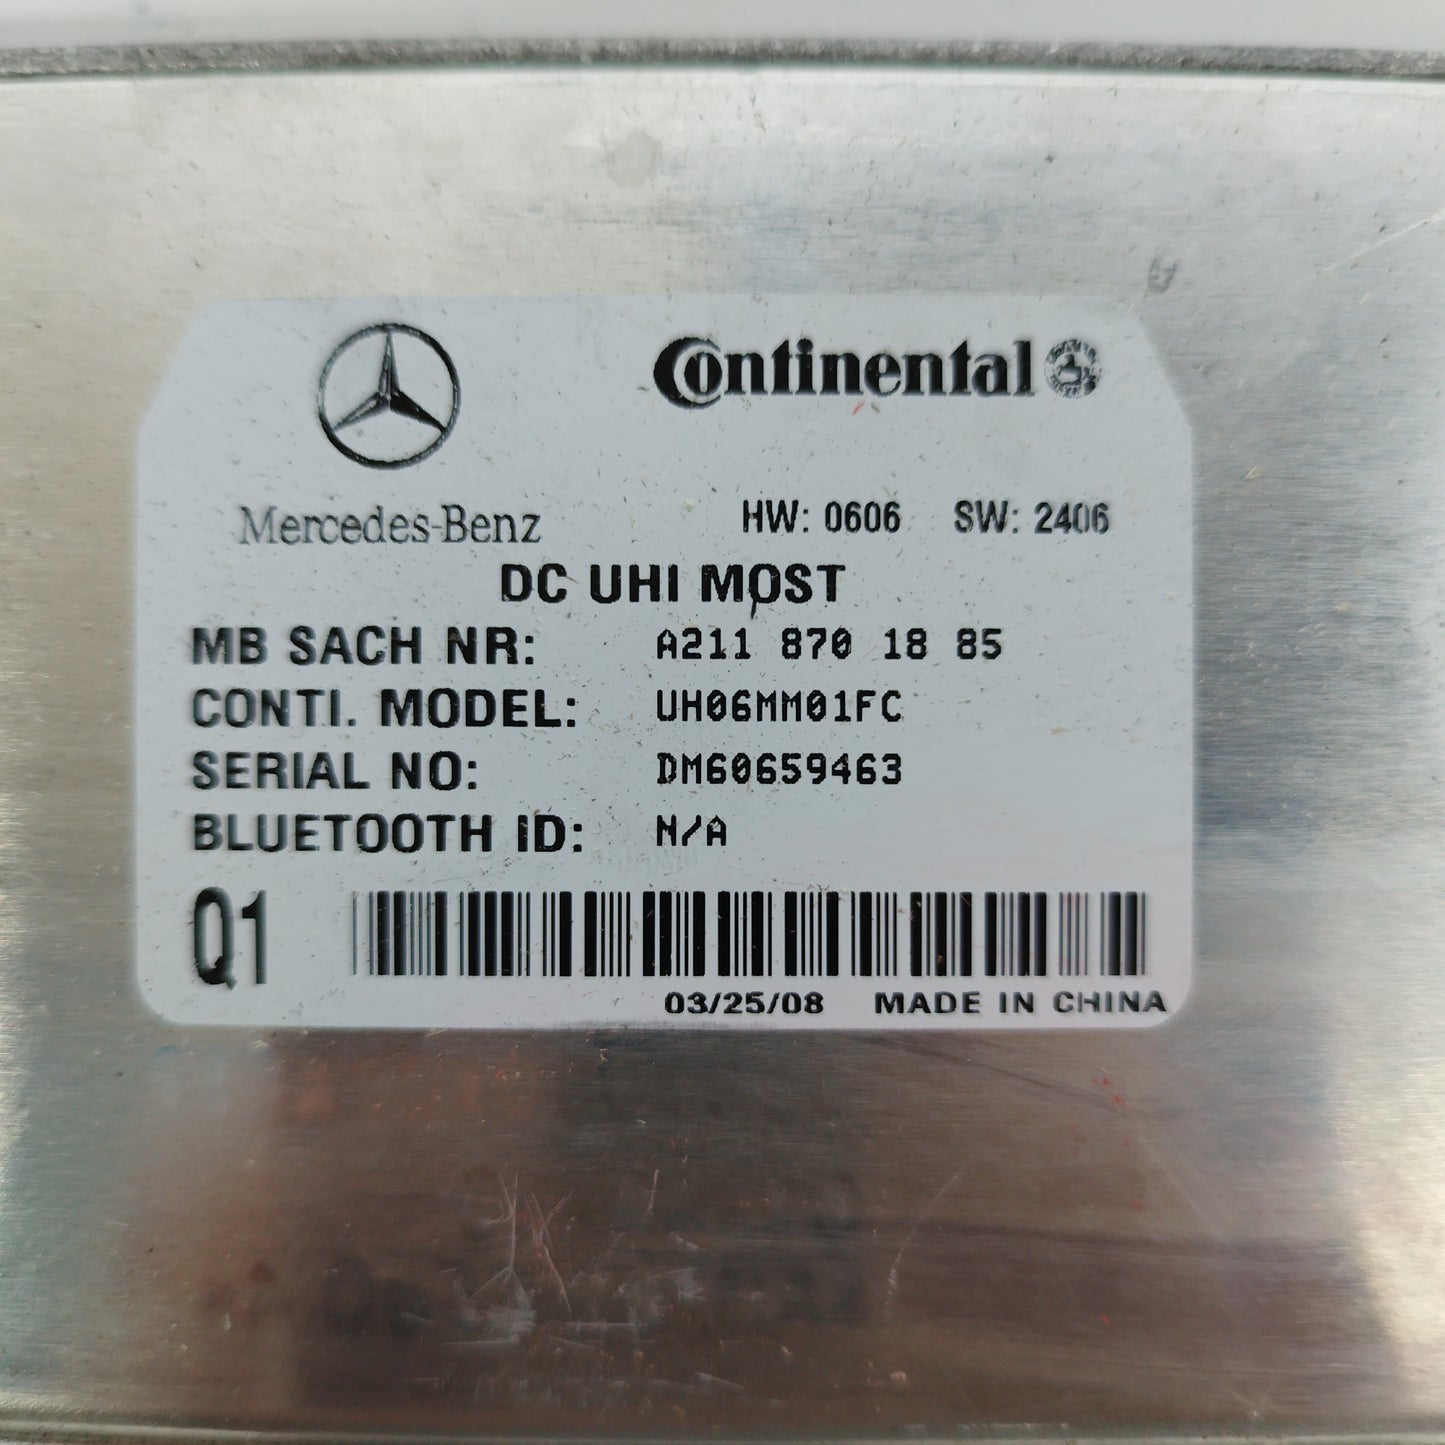 Continental
Mercedes-Benz
HW: 0606 SW: 2406
DC UHI MOST
MB SACH NR: A211 870 18 85
CONTI. MODEL: UH06MM01FC
SERIAL NO: DM60659463
BLUETOOTH ID: N/A
Q1
03/25/08 MADE IN CHINA